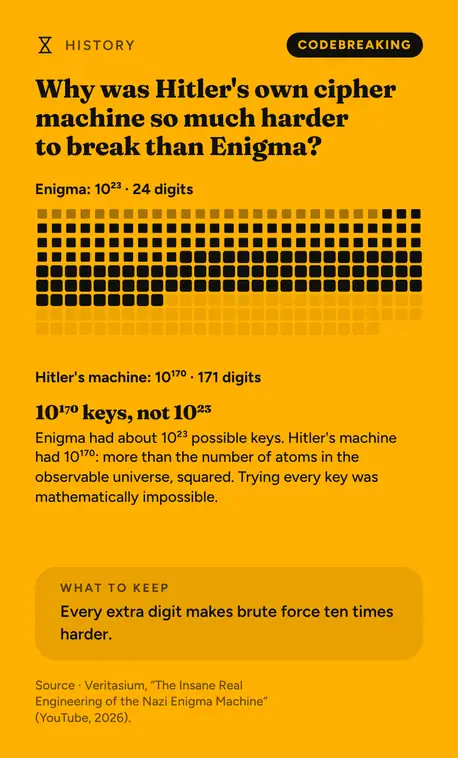 HISTORY
CODEBREAKING
Why was Hitler's own cipher
machine so much harder
to break than Enigma?
Enigma: 10²³ · 24 digits
Hitler's machine: 10¹⁷⁰ · 171 digits
10¹⁷⁰ keys, not 10²³
Enigma had about 10²³ possible keys. Hitler's machine
had 10¹⁷⁰: more than the number of atoms in the
observable universe, squared. Trying every key was
mathematically impossible.
WHAT TO KEEP
Every extra digit makes brute force ten times
harder.
Source · Veritasium, “The Insane Real
Engineering of the Nazi Enigma Machine”
(YouTube, 2026).